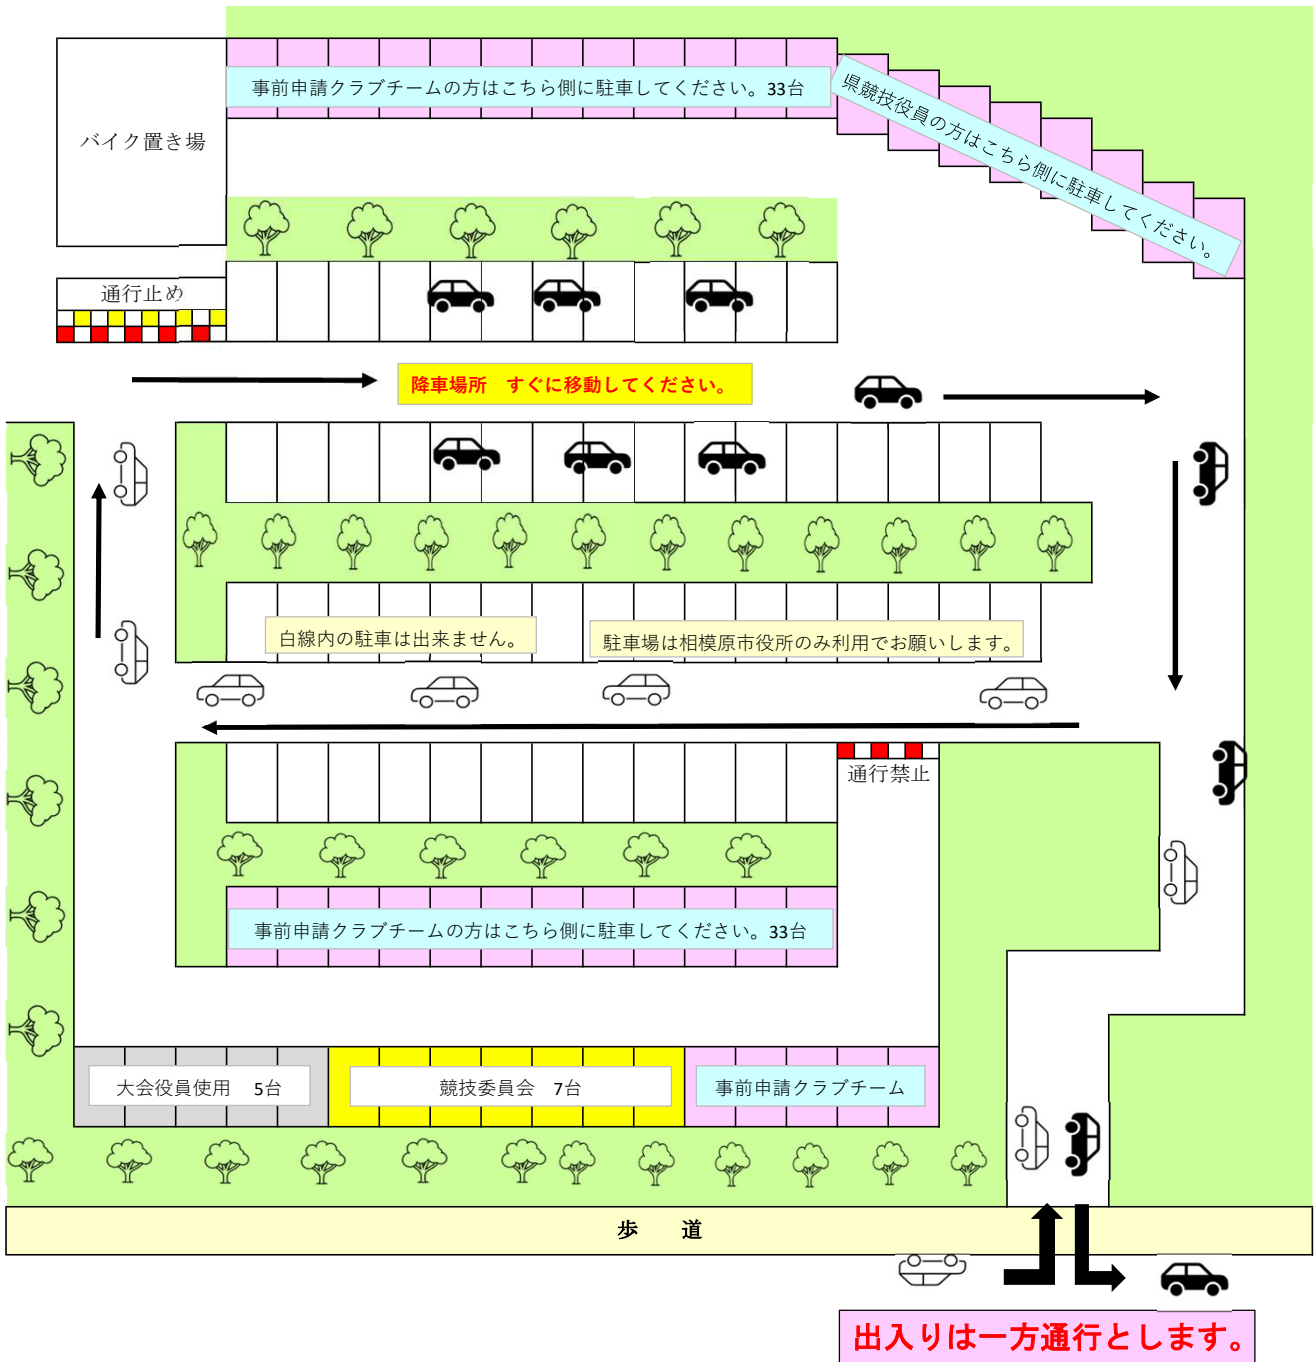 事前申請クラブチームの方はこちら側に駐車してください。33台
県競技役員の方はこちら側に駐車してください。
バイク置き場
通行止め
降車場所　すぐに移動してください。
白線内の駐車は出来ません。
駐車場は相模原市役所のみ利用でお願いします。
通行禁止
事前申請クラブチームの方はこちら側に駐車してください。33台
大会役員使用　5台
競技委員会　7台
事前申請クラブチーム
歩　道
出入りは一方通行とします。